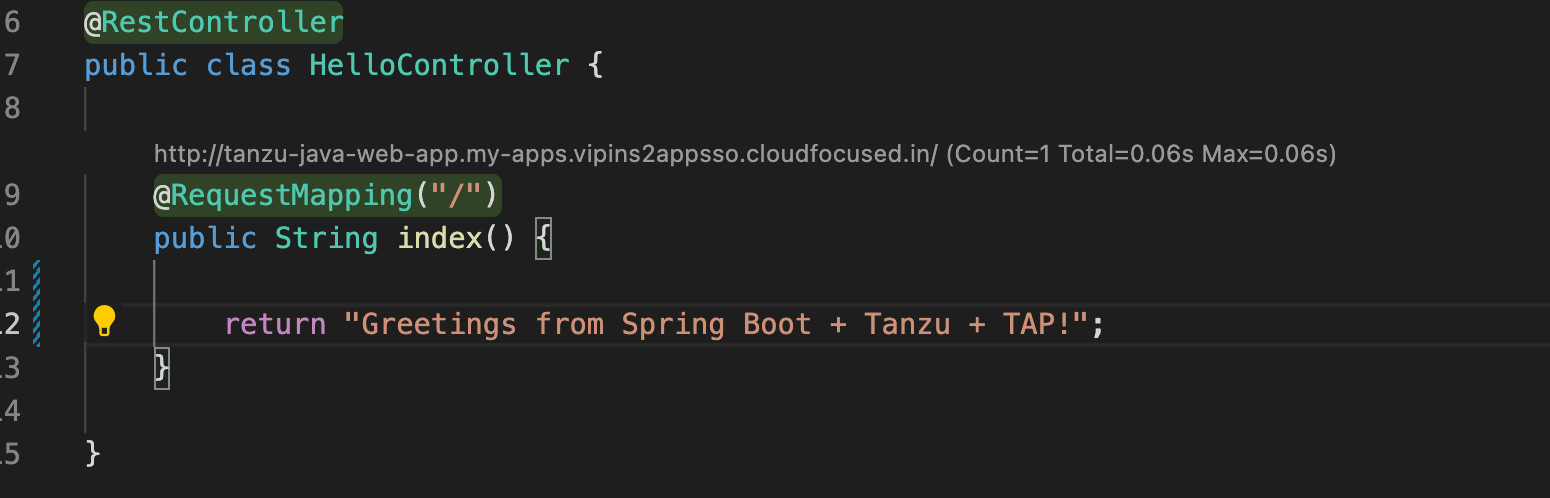 6 @RestController
7 public class HelloController {
8
http://tanzu-java-web-app.my-apps.vipins2appsso.cloudfocused.in/ (Count=1 Total=0.06s Max=0.06s)
9 @RequestMapping("/")
10 public String index() {
11
12 return "Greetings from Spring Boot + Tanzu + TAP!";
13 }
14
15 }